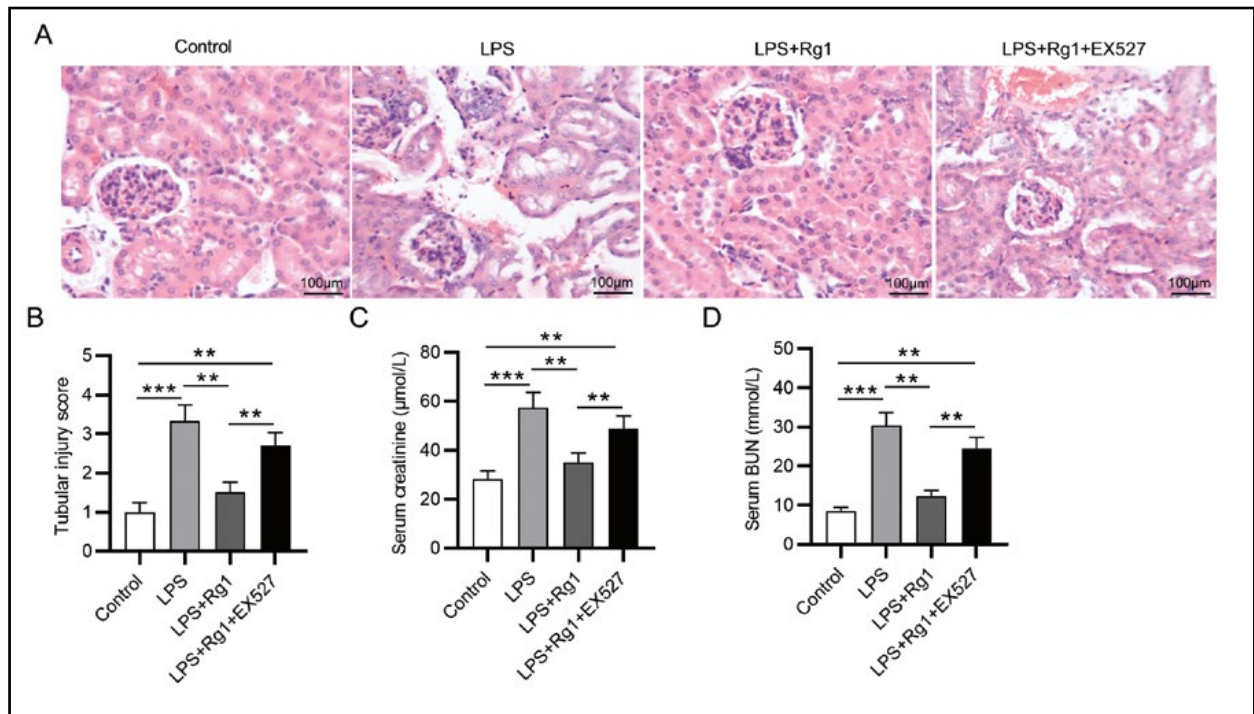 A
Control
LPS
LPS+Rg1
LPS+Rg1+EX527
100μm
100μm
100μm
100μm
B
Tubular injury score
5
4
3
2
1
0
**
***
**
**
Control
LPS
LPS+Rg1
LPS+Rg1+EX527
C
Serum creatinine (μmol/L)
80
60
40
20
0
**
***
**
**
Control
LPS
LPS+Rg1
LPS+Rg1+EX527
D
Serum BUN (mmol/L)
50
40
30
20
10
0
**
***
**
**
Control
LPS
LPS+Rg1
LPS+Rg1+EX527